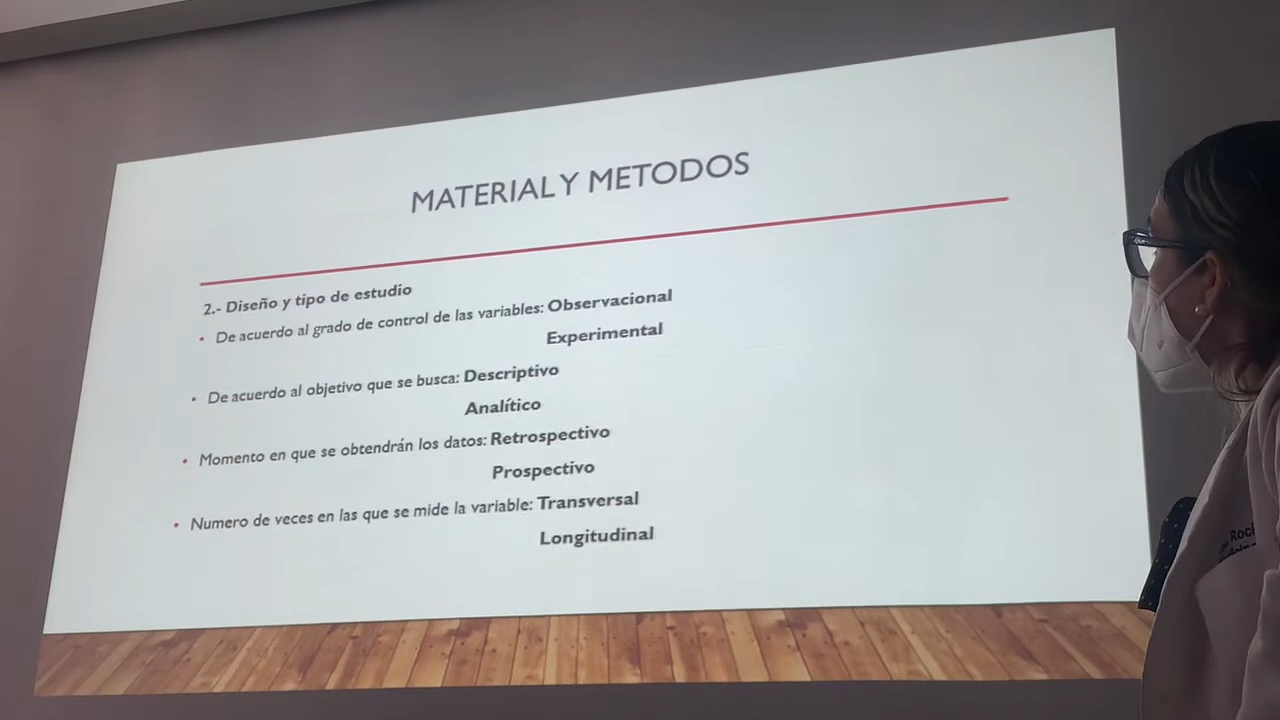 MATERIAL Y METODOS
2.- Diseño y tipo de estudio
• De acuerdo al grado de control de las variables: Observacional
Experimental
• De acuerdo al objetivo que se busca: Descriptivo
Analítico
• Momento en que se obtendrán los datos: Retrospectivo
Prospectivo
• Numero de veces en las que se mide la variable: Transversal
Longitudinal